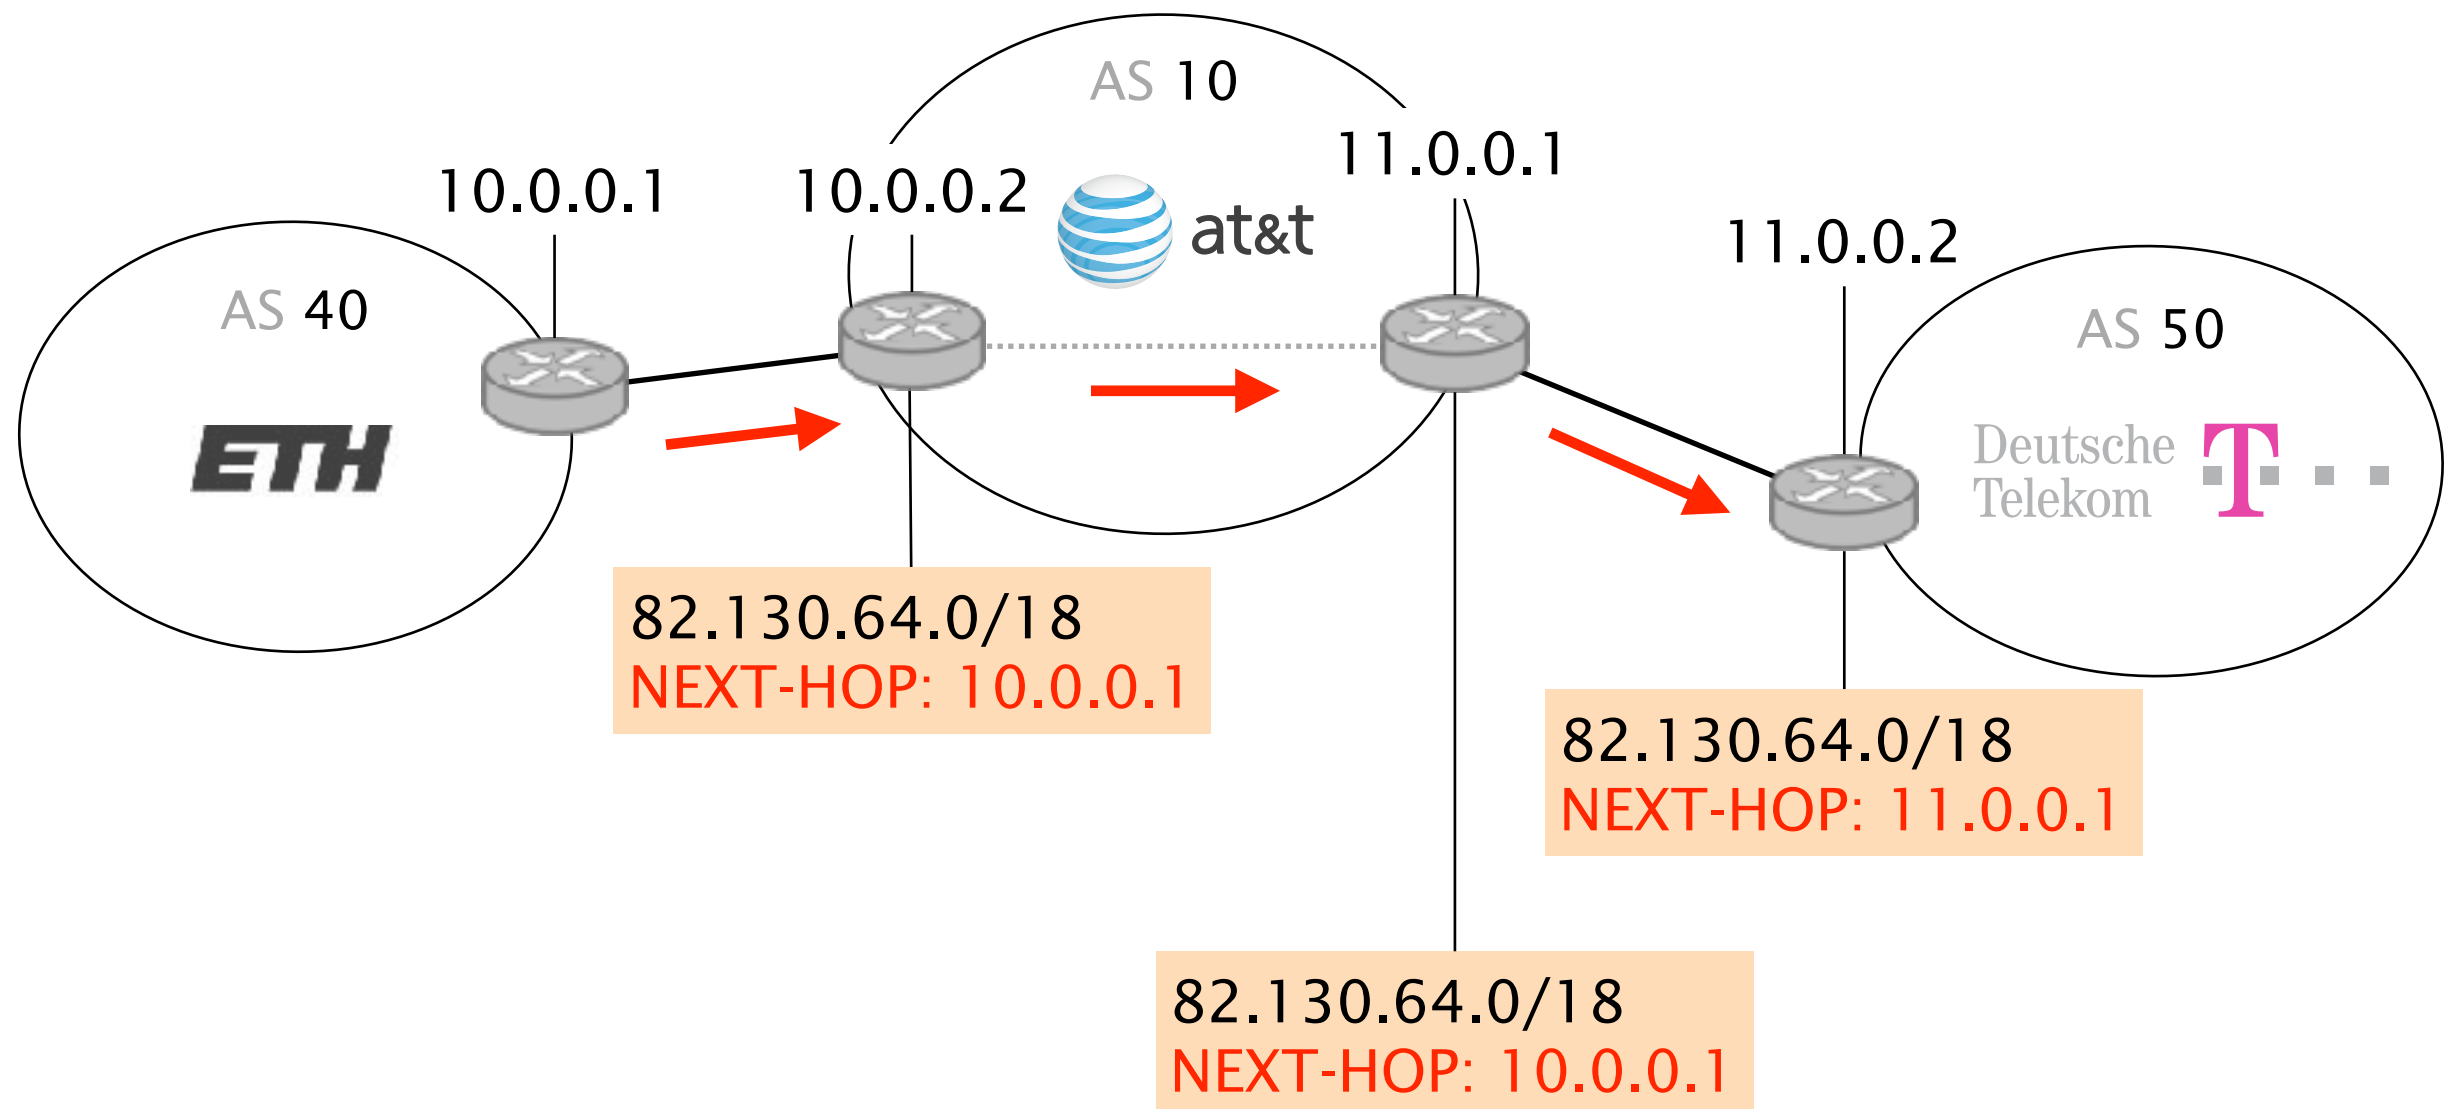 AS 10
11.0.0.1
10.0.0.1
10.0.0.2
at&t
11.0.0.2
AS 40
AS 50
ETH
Deutsche
Telekom
T
82.130.64.0/18
NEXT-HOP: 10.0.0.1
82.130.64.0/18
NEXT-HOP: 11.0.0.1
82.130.64.0/18
NEXT-HOP: 10.0.0.1